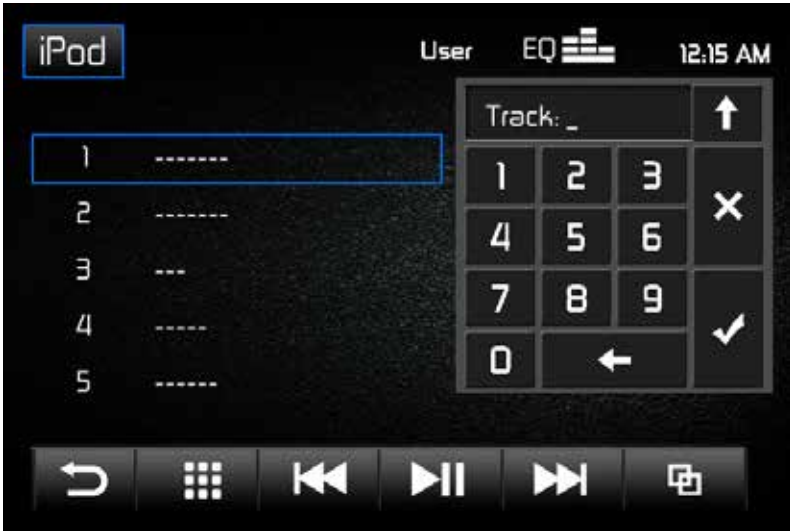 iPod
User EQ 12:15 AM
Track: _
1 -------
2 -------
3 ---
4 -----
5 ------
1 2 3
4 5 6
7 8 9
0